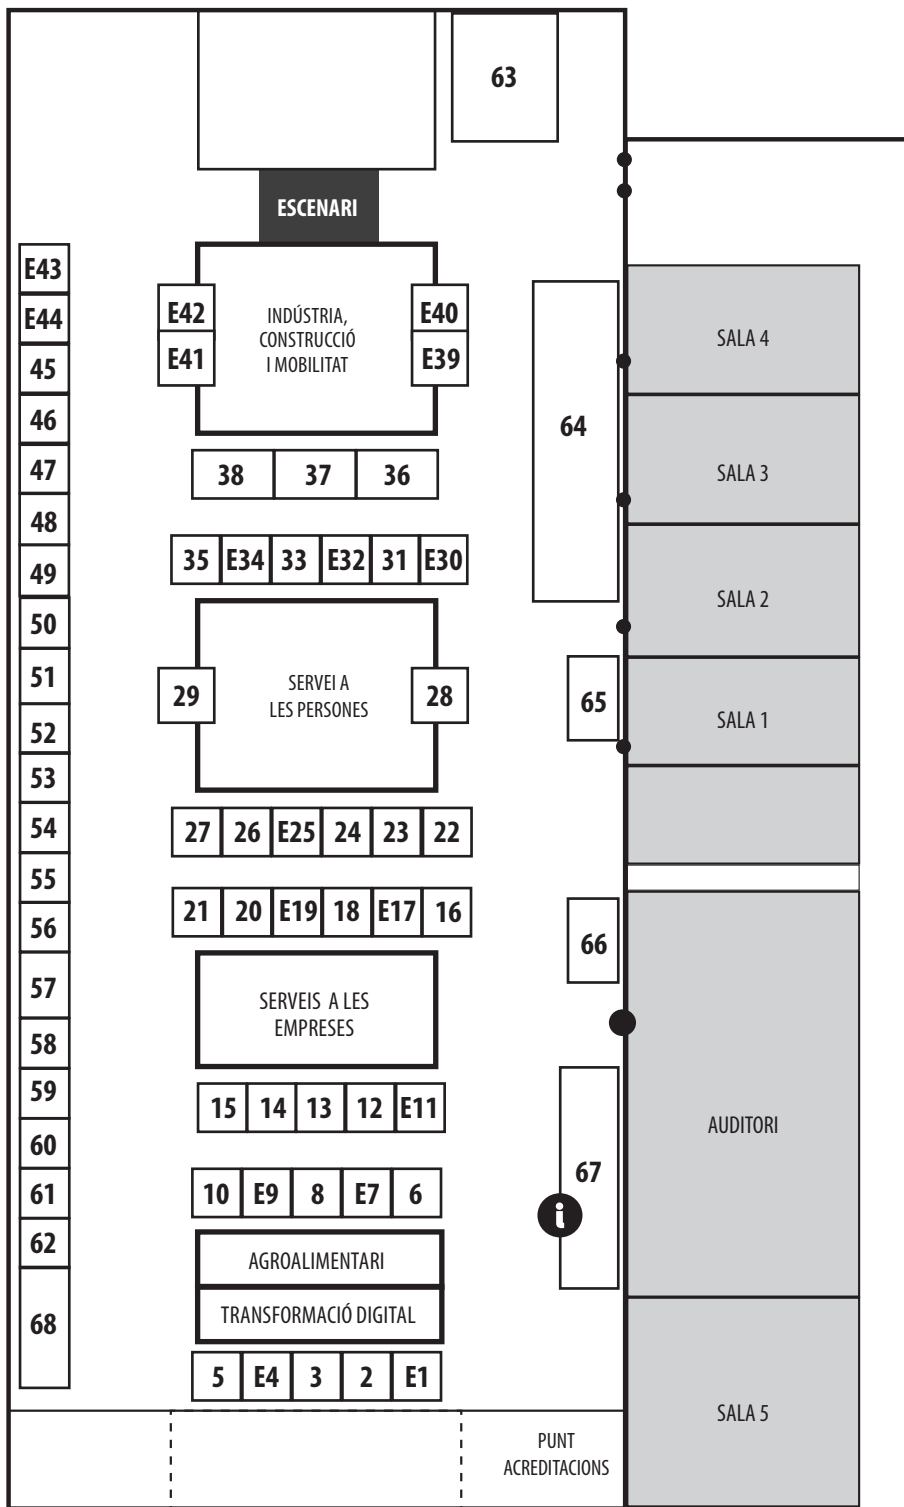 63
ESCENARI
E43
E44
45
46
47
48
49
50
51
52
53
54
55
56
57
58
59
60
61
62
68
E42
E41
INDÚSTRIA,
CONSTRUCCIÓ
I MOBILITAT
E40
E39
38 37 36
35 E34 33 E32 31 E30
29
SERVEI A
LES PERSONES
28
27 26 E25 24 23 22
21 20 E19 18 E17 16
SERVEIS A LES
EMPRESES
15 14 13 12 E11
10 E9 8 E7 6
AGROALIMENTARI
TRANSFORMACIÓ DIGITAL
5 E4 3 2 E1
64
65
66
67
i
PUNT
ACREDITACIONS
SALA 4
SALA 3
SALA 2
SALA 1
AUDITORI
SALA 5